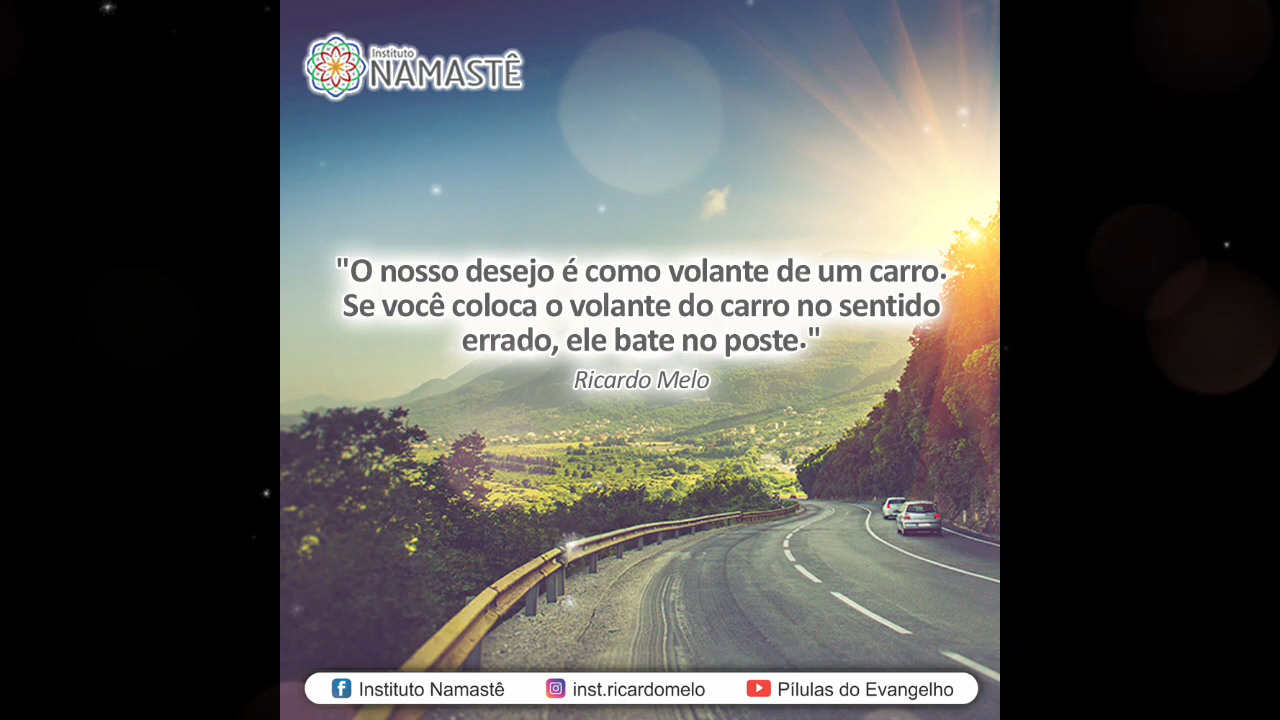 Instituto
NAMASTÊ
"O nosso desejo é como volante de um carro.
Se você coloca o volante do carro no sentido
errado, ele bate no poste."
Ricardo Melo
Instituto Namastê
inst.ricardomelo
Pílulas do Evangelho